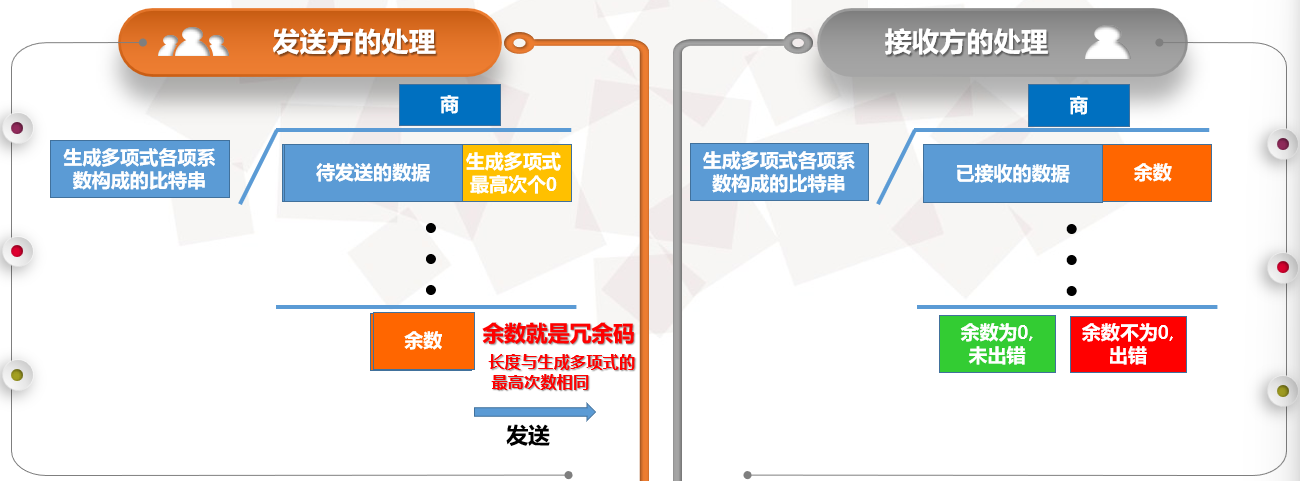 发送方的处理
商
生成多项式各项系
数构成的比特串
待发送的数据
生成多项式
最高次个0
余数
余数就是冗余码
长度与生成多项式的
最高次数相同
发送
接收方的处理
商
生成多项式各项系
数构成的比特串
已接收的数据
余数
余数为0,
未出错
余数不为0,
出错